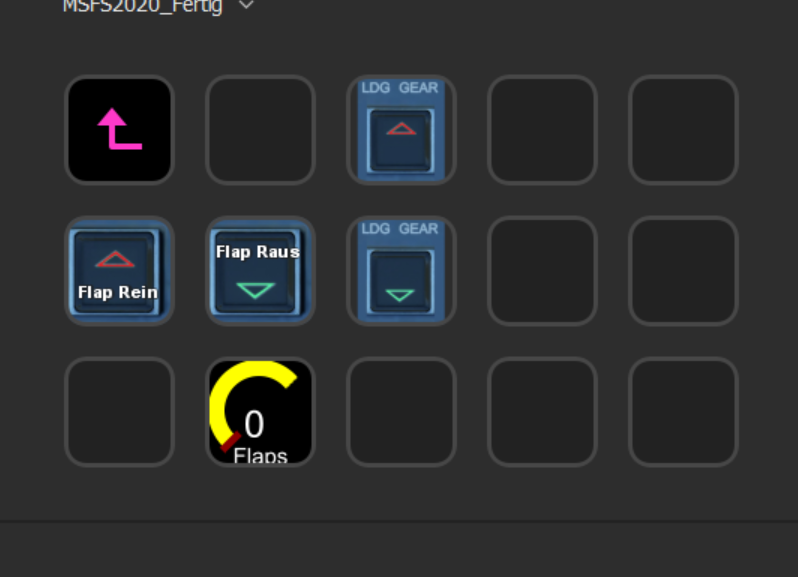 MSFS2020_Fertig
LDG GEAR
Flap Rein
Flap Raus
LDG GEAR
0
Flaps